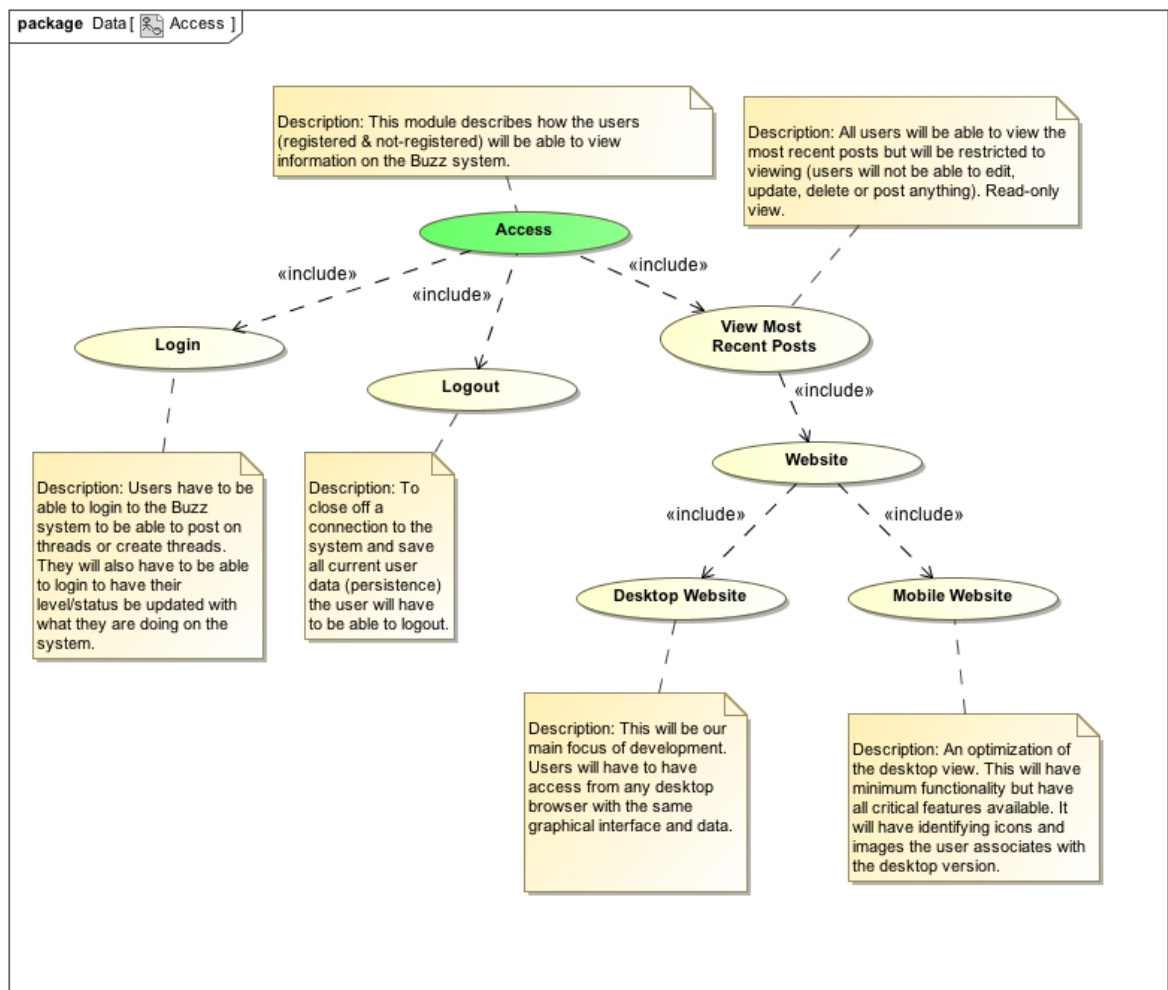 package Data[ Access ]
Description: This module describes how the users
(registered & not-registered) will be able to view
information on the Buzz system.
Description: All users will be able to view the
most recent posts but will be restricted to
viewing (users will not be able to edit,
update, delete or post anything). Read-only
view.
Access
«include»
«include»
«include»
Login
Logout
View Most
Recent Posts
«include»
Website
«include»
«include»
Desktop Website
Mobile Website
Description: Users have to be
able to login to the Buzz
system to be able to post on
threads or create threads.
They will also have to be able
to login to have their
level/status be updated with
what they are doing on the
system.
Description: To
close off a
connection to the
system and save
all current user
data (persistence)
the user will have
to be able to logout.
Description: This will be our
main focus of development.
Users will have to have
access from any desktop
browser with the same
graphical interface and data.
Description: An optimization of
the desktop view. This will have
minimum functionality but have
all critical features available. It
will have identifying icons and
images the user associates with
the desktop version.